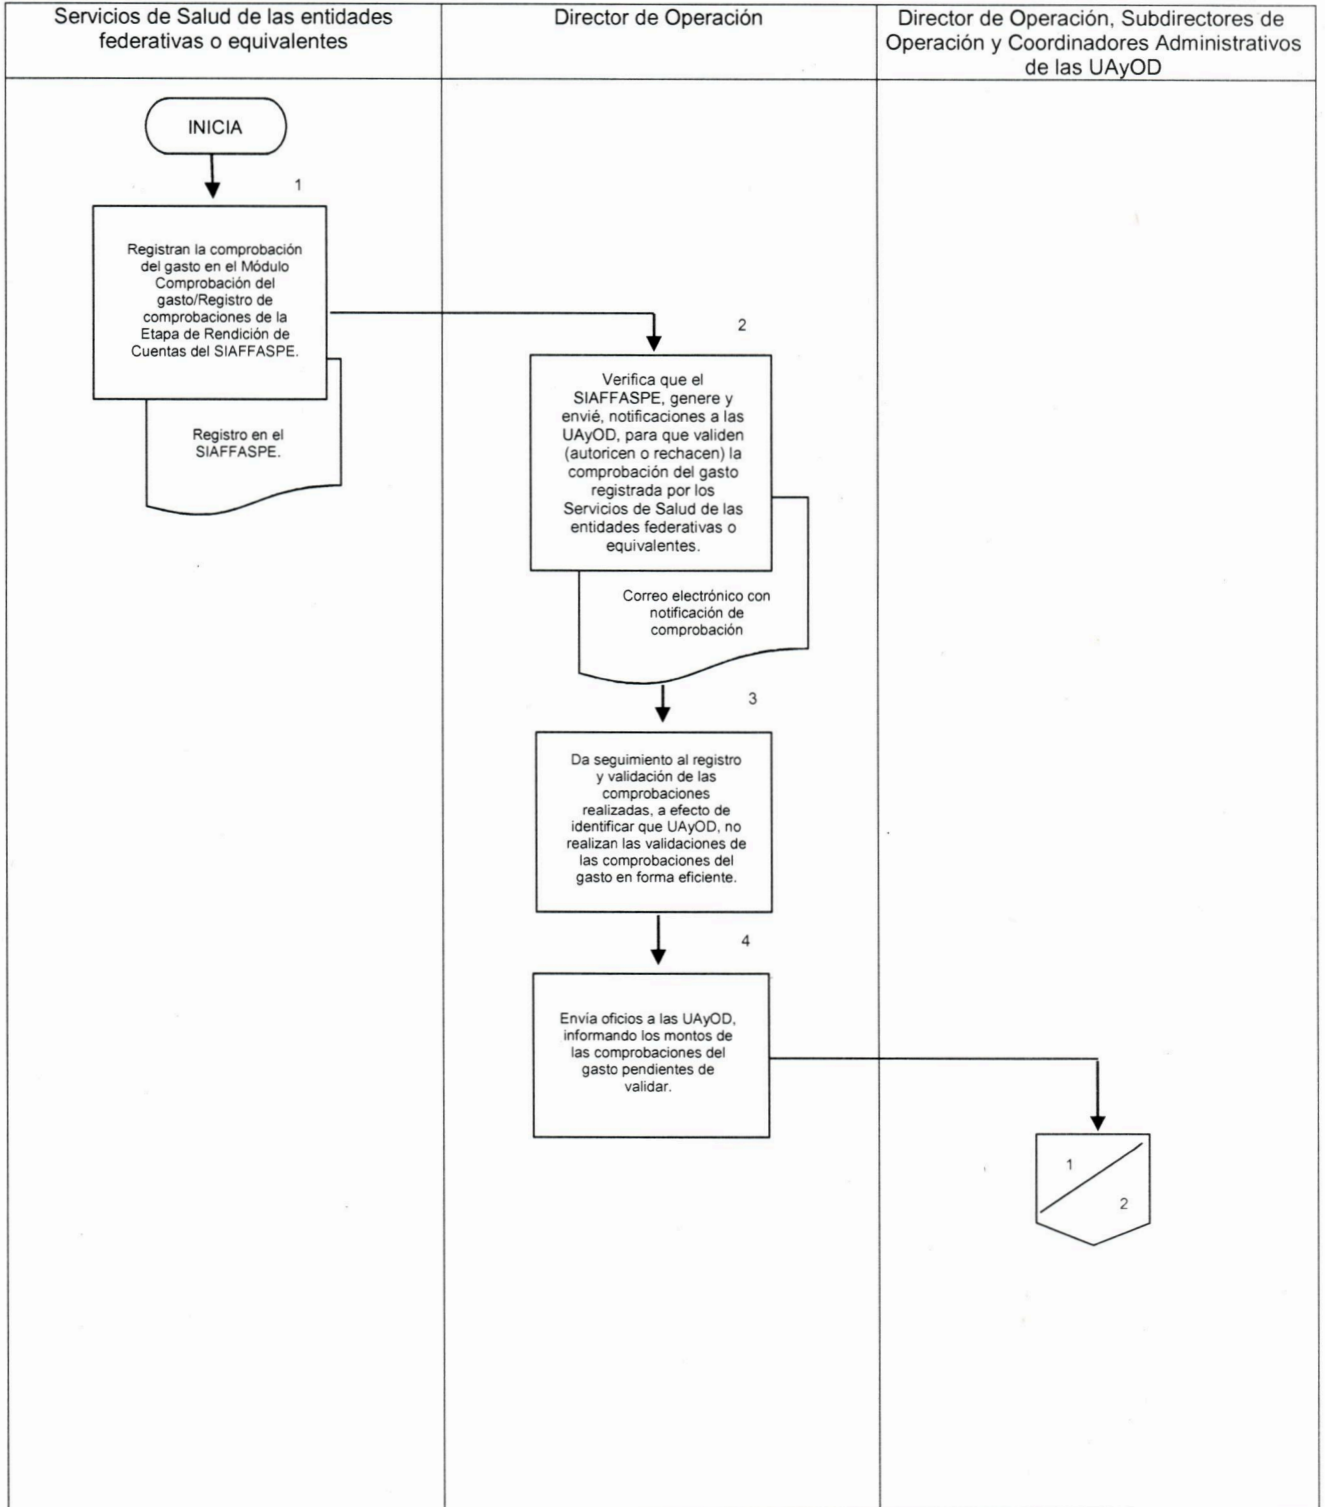 Servicios de Salud de las entidades
federativas o equivalentes
Director de Operación
Director de Operación, Subdirectores de
Operación y Coordinadores Administrativos
de las UAyOD
INICIA
1
Registran la comprobación
del gasto en el Módulo
Comprobación del
gasto/Registro de
comprobaciones de la
Etapa de Rendición de
Cuentas del SIAFFASPE.
Registro en el
SIAFFASPE.
2
Verifica que el
SIAFFASPE, genere y
envié, notificaciones a las
UAyOD, para que validen
(autoricen o rechacen) la
comprobación del gasto
registrada por los
Servicios de Salud de las
entidades federativas o
equivalentes.
Correo electrónico con
notificación de
comprobación
3
Da seguimiento al registro
y validación de las
comprobaciones
realizadas, a efecto de
identificar que UAyOD, no
realizan las validaciones de
las comprobaciones del
gasto en forma eficiente.
4
Envía oficios a las UAyOD,
informando los montos de
las comprobaciones del
gasto pendientes de
validar.
1
2